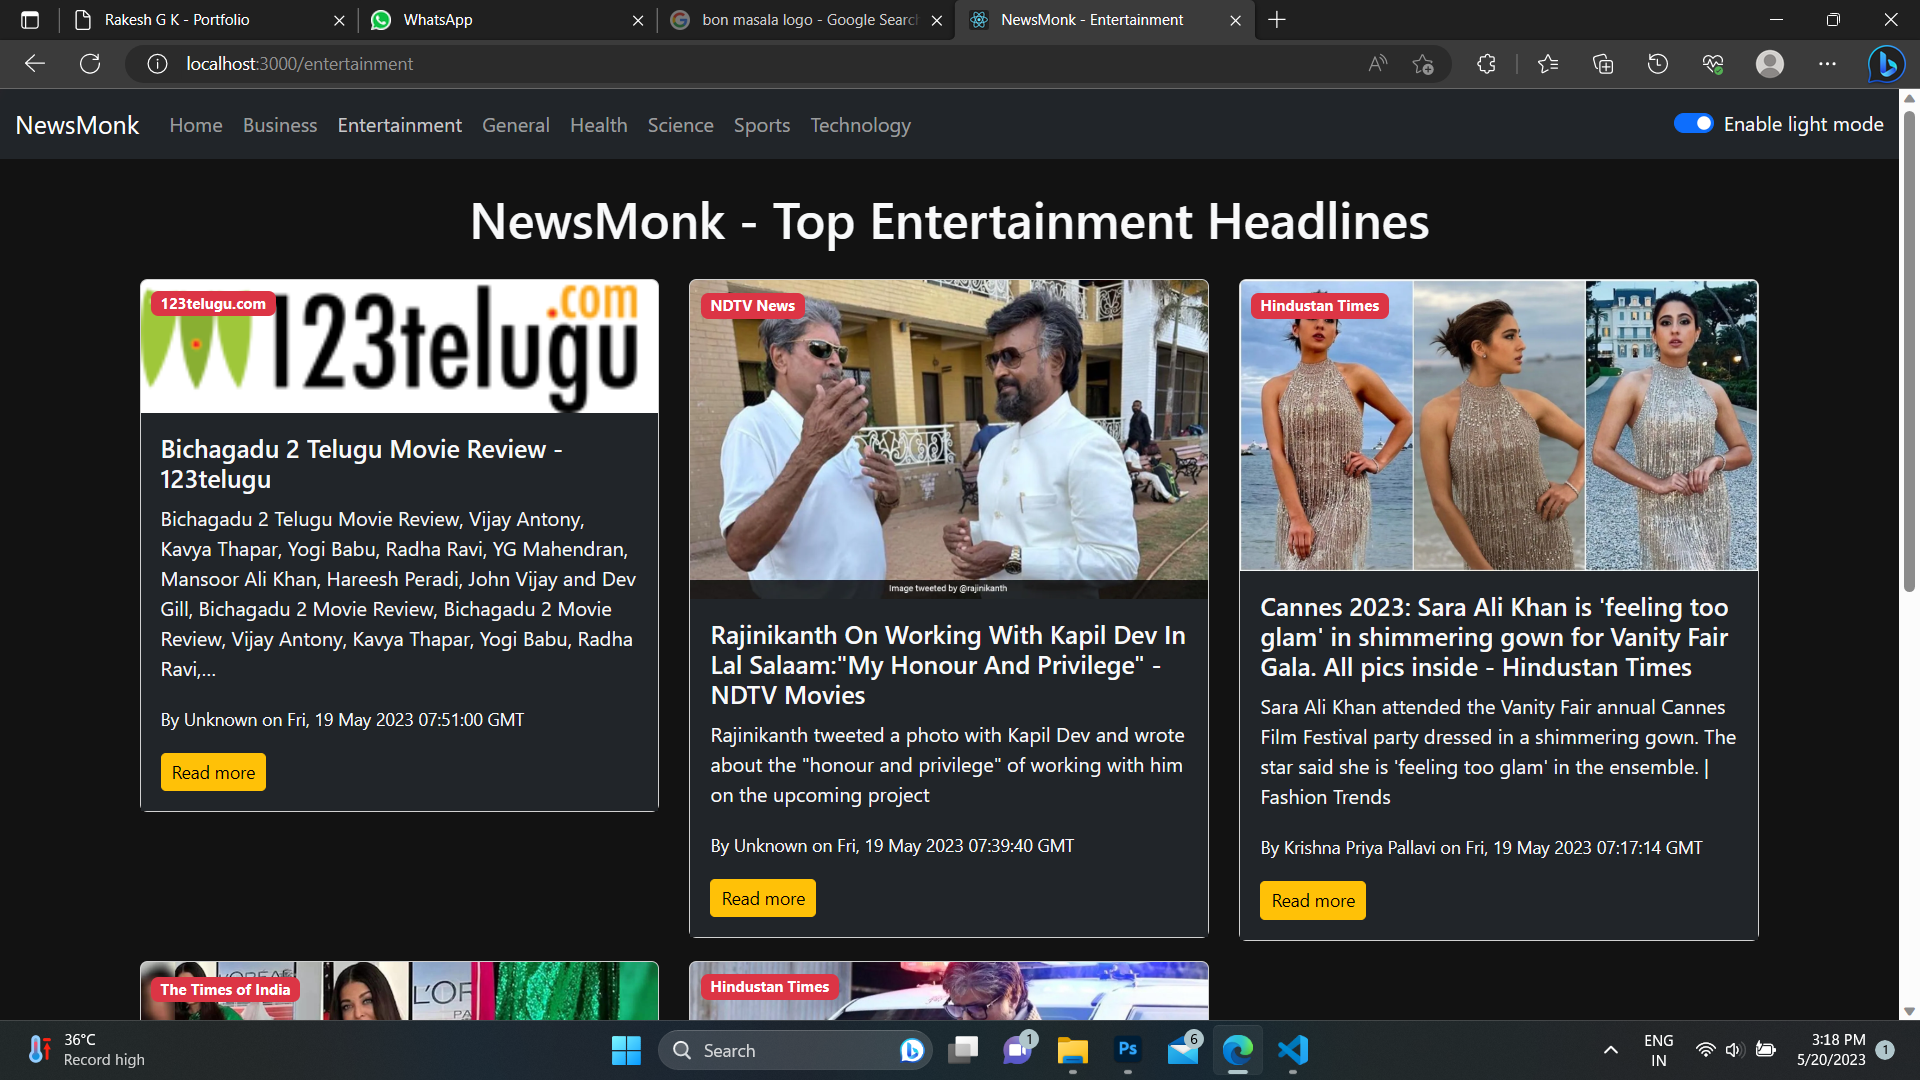 Rakesh G K - Portfolio
WhatsApp
bon masala logo - Google Searc
NewsMonk - Entertainment
localhost:3000/entertainment
NewsMonk
Home
Business
Entertainment
General
Health
Science
Sports
Technology
Enable light mode
NewsMonk - Top Entertainment Headlines
123telugu.com
.com
123telugu
Bichagadu 2 Telugu Movie Review -
123telugu
Bichagadu 2 Telugu Movie Review, Vijay Antony,
Kavya Thapar, Yogi Babu, Radha Ravi, YG Mahendran,
Mansoor Ali Khan, Hareesh Peradi, John Vijay and Dev
Gill, Bichagadu 2 Movie Review, Bichagadu 2 Movie
Review, Vijay Antony, Kavya Thapar, Yogi Babu, Radha
Ravi,...
By Unknown on Fri, 19 May 2023 07:51:00 GMT
Read more
NDTV News
Image tweeted by @rajinikanth
Rajinikanth On Working With Kapil Dev In
Lal Salaam:"My Honour And Privilege" -
NDTV Movies
Rajinikanth tweeted a photo with Kapil Dev and wrote
about the "honour and privilege" of working with him
on the upcoming project
By Unknown on Fri, 19 May 2023 07:39:40 GMT
Read more
Hindustan Times
Cannes 2023: Sara Ali Khan is 'feeling too
glam' in shimmering gown for Vanity Fair
Gala. All pics inside - Hindustan Times
Sara Ali Khan attended the Vanity Fair annual Cannes
Film Festival party dressed in a shimmering gown. The
star said she is 'feeling too glam' in the ensemble. |
Fashion Trends
By Krishna Priya Pallavi on Fri, 19 May 2023 07:17:14 GMT
Read more
The Times of India
Hindustan Times
36°C
Record high
Search
1
Ps
6
ENG
IN
3:18 PM
5/20/2023
1